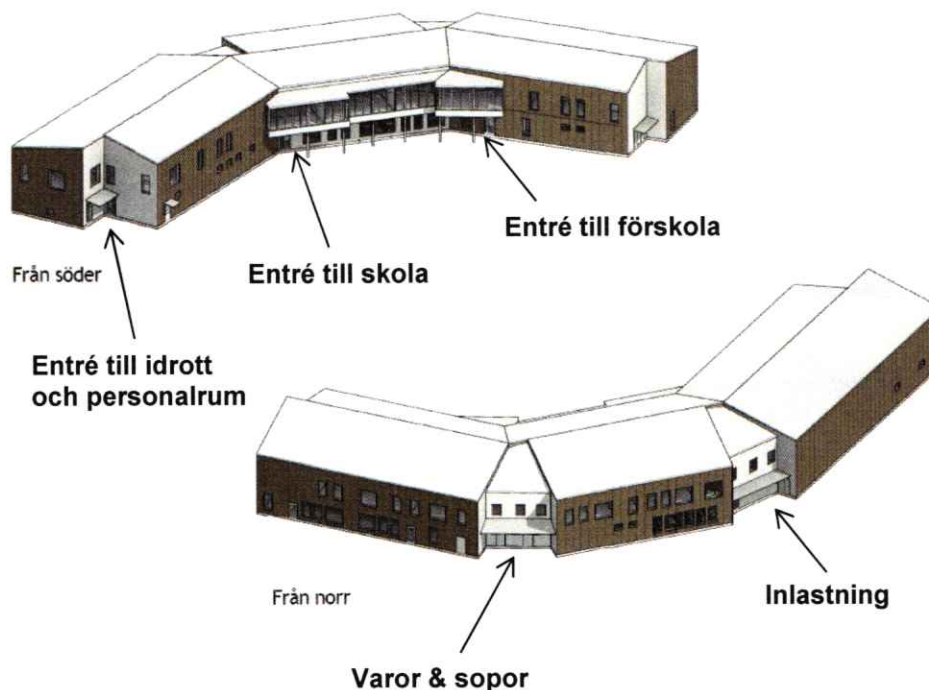 Entré till förskola
Entré till skola
Från söder
Entré till idrott
och personalrum
Inlastning
Från norr
Varor & sopor